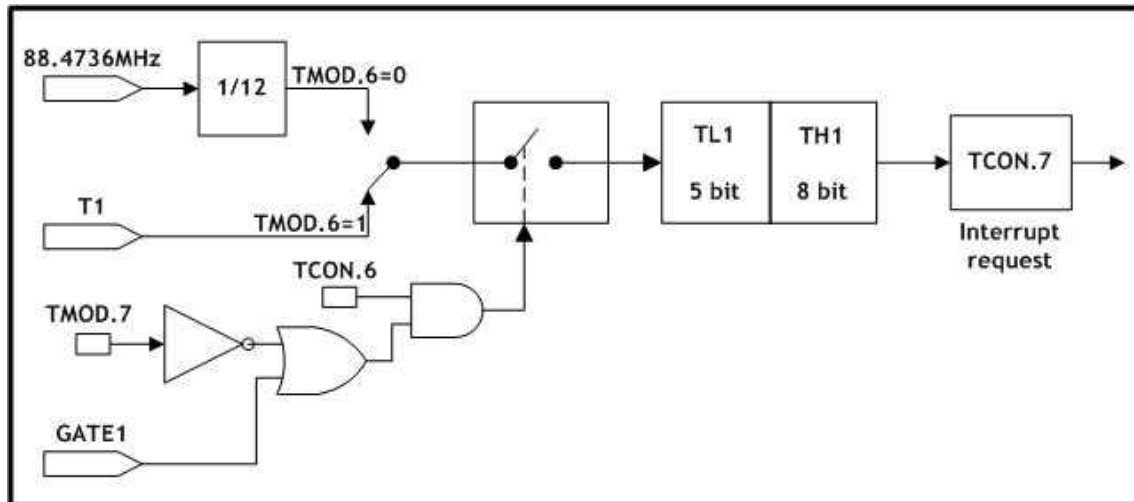 88.4736MHz
1/12
TMOD.6=0
T1
TMOD.6=1
TL1
5 bit
TH1
8 bit
TCON.7
Interrupt
request
TCON.6
TMOD.7
GATE1